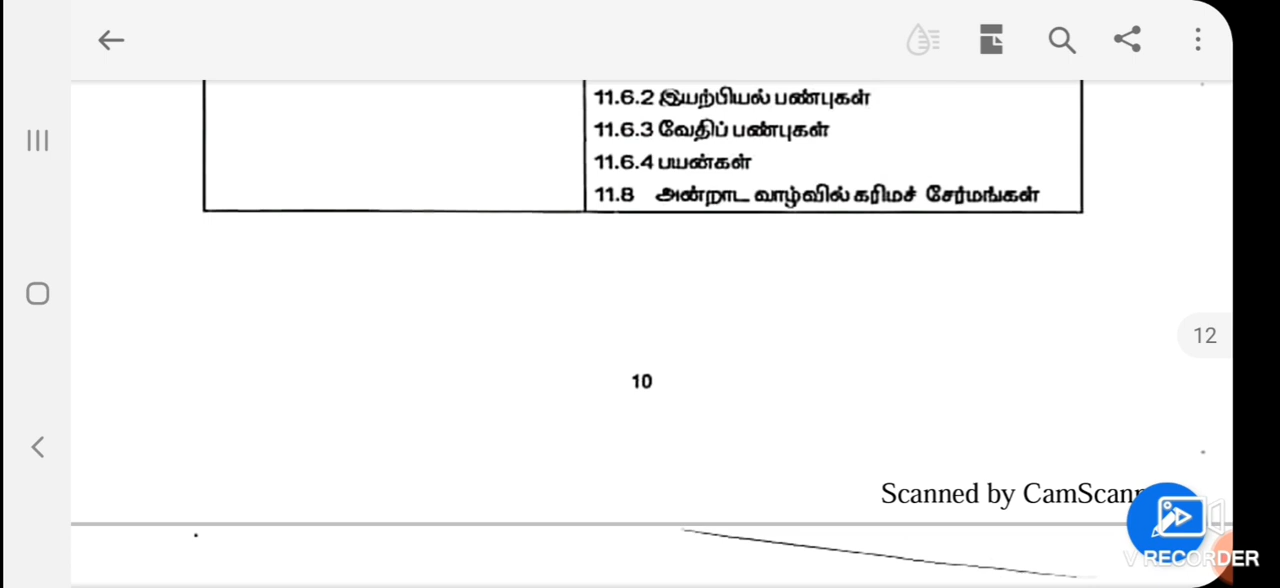 11.6.2 இயற்பியல் பண்புகள்
11.6.3 வேதிப் பண்புகள்
11.6.4 பயன்கள்
11.8 அன்றாட வாழ்வில் கரிமச் சேர்மங்கள்
12
10
Scanned by CamScann
V RECORDER